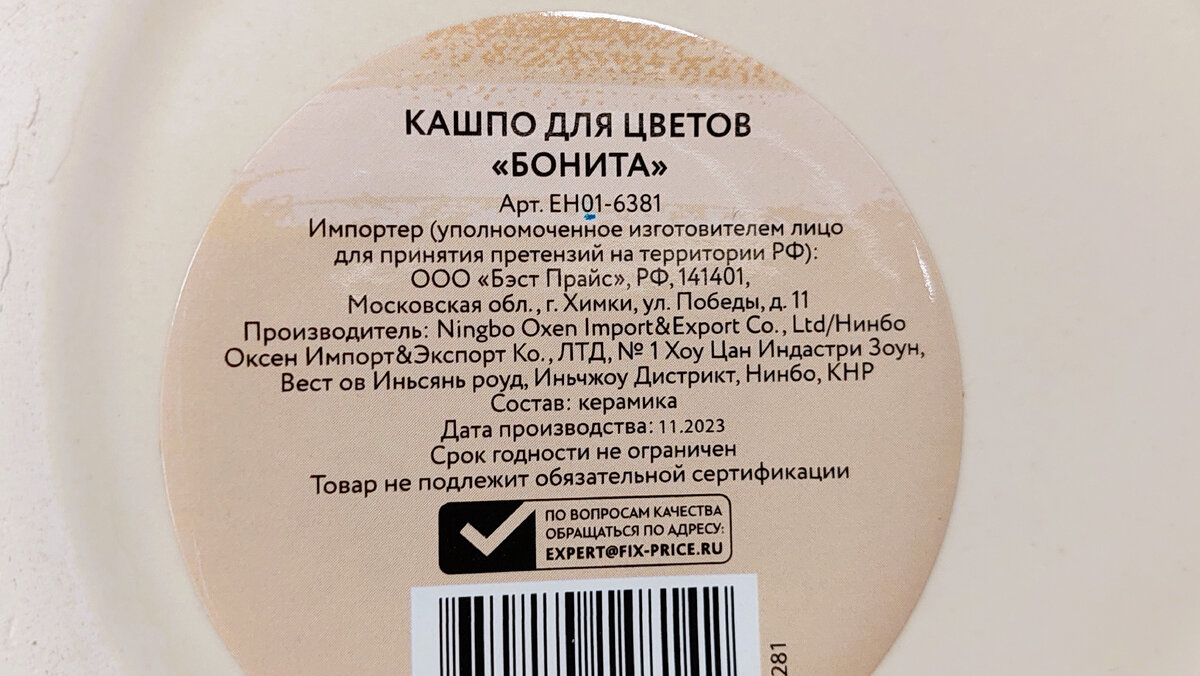 КАШПО ДЛЯ ЦВЕТОВ
«БОНИТА»
Арт. EH01-6381
Импортер (уполномоченное изготовителем лицо
для принятия претензий на территории РФ):
ООО «Бэст Прайс», РФ, 141401,
Московская обл., г. Химки, ул. Победы, д. 11
Производитель: Ningbo Oxen Import&Export Co., Ltd/Нинбо
Оксен Импорт&Экспорт Ко., ЛТД, № 1 Хоу Цан Индастри Зоун,
Вест ов Иньсянь роуд, Иньчжоу Дистрикт, Нинбо, КНР
Состав: керамика
Дата производства: 11.2023
Срок годности не ограничен
Товар не подлежит обязательной сертификации
ПО ВОПРОСАМ КАЧЕСТВА
ОБРАЩАТЬСЯ ПО АДРЕСУ:
EXPERT@FIX-PRICE.RU
281